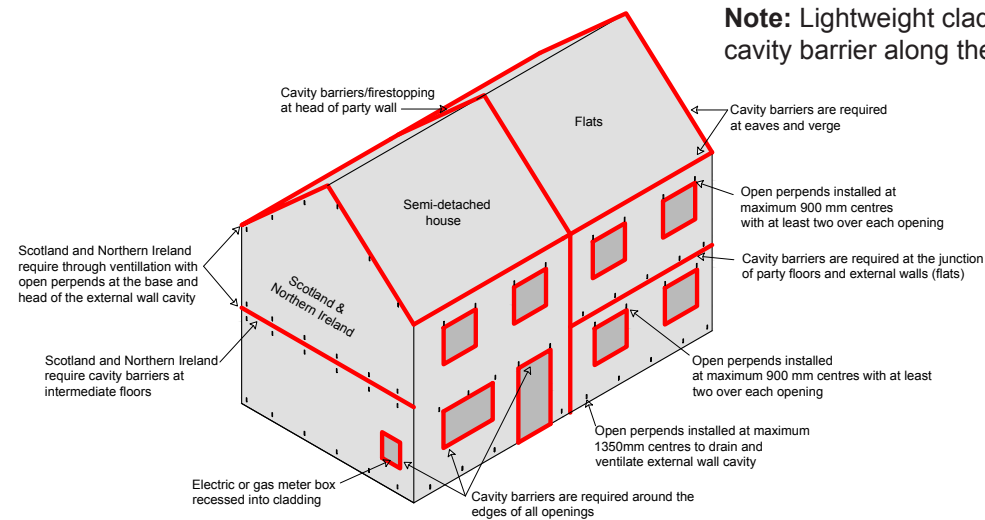 Note: Lightweight clad
cavity barrier along the
Cavity barriers/firestopping
at head of party wall
Flats
Cavity barriers are required
at eaves and verge
Semi-detached
house
Open perpends installed at
maximum 900 mm centres
with at least two over each opening
Scotland and Northern Ireland
require through ventillation with
open perpends at the base and
head of the external wall cavity
Cavity barriers are required at the junction
of party floors and external walls (flats)
Scotland &
Northern Ireland
Scotland and Northern Ireland
require cavity barriers at
intermediate floors
Open perpends installed
at maximum 900 mm centres with at least
two over each opening
Open perpends installed at maximum
1350mm centres to drain and
ventilate external wall cavity
Electric or gas meter box
recessed into cladding
Cavity barriers are required around the
edges of all openings